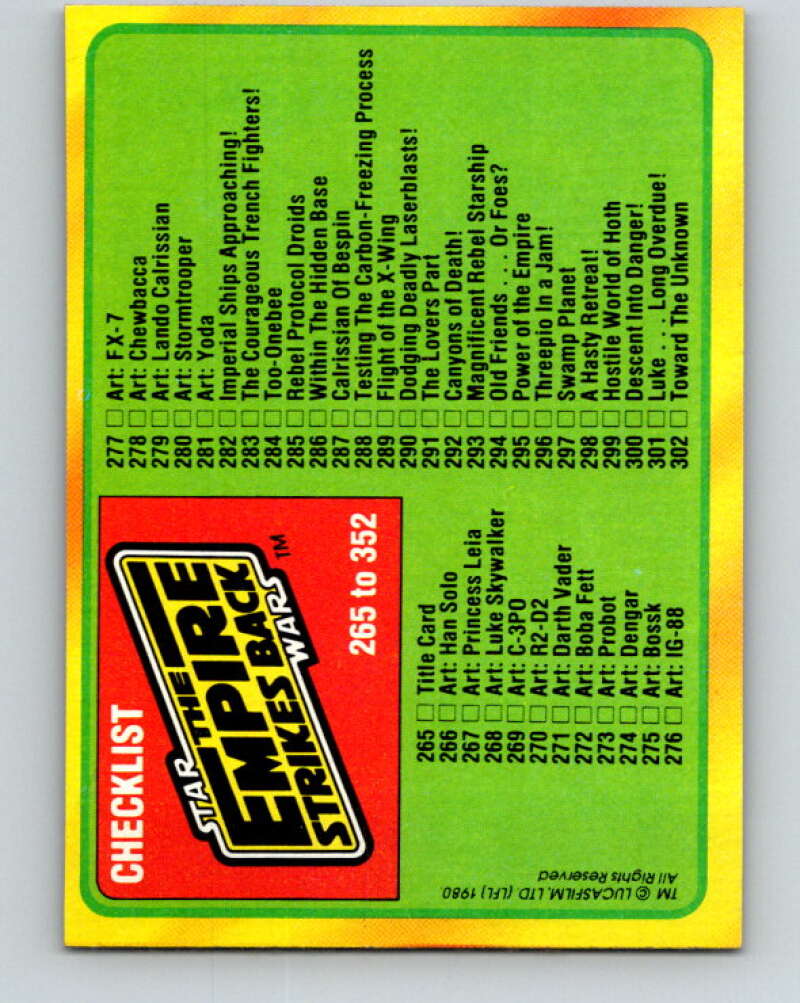 CHECKLIST
STAR
THE
EMPIRE
STRIKES BACK
WARS TM
265 to 352
265 Title Card
266 Art: Han Solo
267 Art: Princess Leia
268 Art: Luke Skywalker
269 Art: C-3PO
270 Art: R2-D2
271 Art: Darth Vader
272 Art: Boba Fett
273 Art: Probot
274 Art: Dengar
275 Art: Bossk
276 Art: IG-88
277 Art: FX-7
278 Art: Chewbacca
279 Art: Lando Calrissian
280 Art: Stormtrooper
281 Art: Yoda
282 Imperial Ships Approaching!
283 The Courageous Trench Fighters!
284 Too-Onebee
285 Rebel Protocol Droids
286 Within The Hidden Base
287 Calrissian Of Bespin
288 Testing The Carbon-Freezing Process
289 Flight of the X-Wing
290 Dodging Deadly Laserblasts!
291 The Lovers Part
292 Canyons of Death!
293 Magnificent Rebel Starship
294 Old Friends . . . Or Foes?
295 Power of the Empire
296 Threepio In a Jam!
297 Swamp Planet
298 A Hasty Retreat!
299 Hostile World of Hoth
300 Descent Into Danger!
301 Luke . . . Long Overdue!
302 Toward The Unknown
TM © LUCASFILM, LTD. (LFL) 1980.
All Rights Reserved